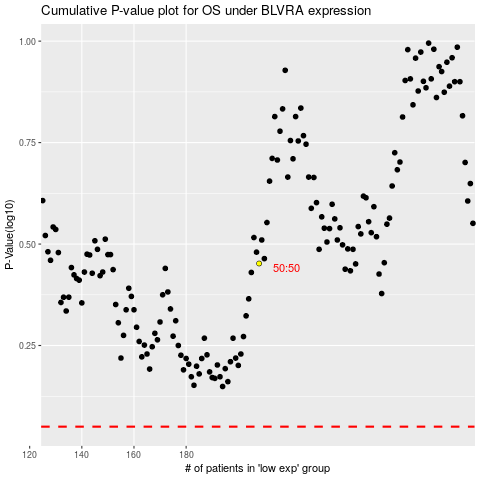 Cumulative P-value plot for OS under BLVRA expression
P-Value(log10)
1.00
0.75
0.50
0.25
50:50
120 140 160 180
# of patients in 'low exp' group